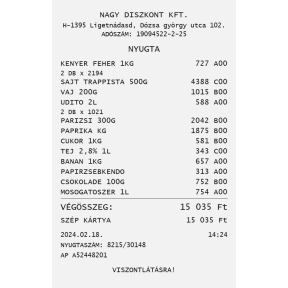 NAGY DISZKONT KFT.
H-1395 Ligetnádasd, Dózsa györgy utca 102.
ADÓSZÁM: 19094522-2-25
NYUGTA
KENYER FEHER 1KG 727 A00
2 DB x 2194
SAJT TRAPPISTA 500G 4388 C00
VAJ 200G 1015 B00
UDITO 2L 588 A00
2 DB x 1021
PARIZSI 300G 2042 B00
PAPRIKA KG 1875 B00
CUKOR 1KG 581 B00
TEJ 2,8% 1L 343 C00
BANAN 1KG 657 A00
PAPIRZSEBKENDO 313 A00
CSOKOLADE 100G 752 B00
MOSOGATOSZER 1L 754 A00
VÉGÖSSZEG: 15 035 Ft
SZÉP KÁRTYA 15 035 Ft
2024.02.18. 14:24
NYUGTASZÁM: 8215/30148
AP A52448201
VISZONTLÁTÁSRA!